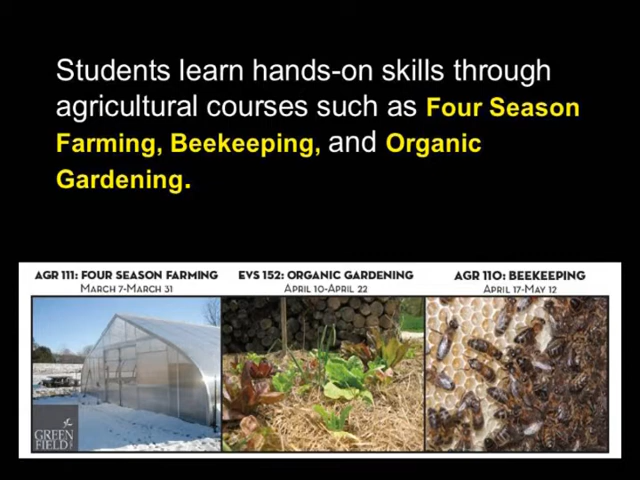 Students learn hands-on skills through
agricultural courses such as Four Season
Farming, Beekeeping, and Organic
Gardening.
AGR 111: FOUR SEASON FARMING
MARCH 7-MARCH 31
EVS 152: ORGANIC GARDENING
APRIL 10-APRIL 22
AGR 110: BEEKEEPING
APRIL 17-MAY 12
GREEN
FIELD